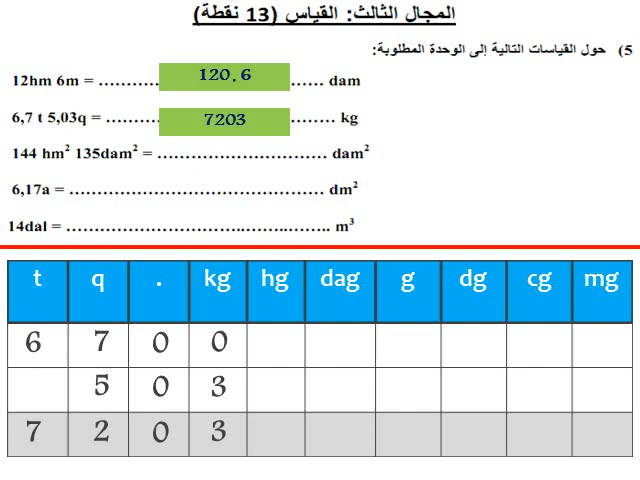 المجال الثالث: القياس (13 نقطة)
5) حول القياسات التالية إلى الوحدة المطلوبة:
12hm 6m = ………… 120.6 …… dam
6,7 t 5,03q = ……… 7203 ……… kg
144 hm² 135dam² = ………………………… dam²
6,17a = …………………………………… dm²
14dal = …………………………..……..…….. m³
t q . kg hg dag g dg cg mg
6 7 0 0
5 0 3
7 2 0 3